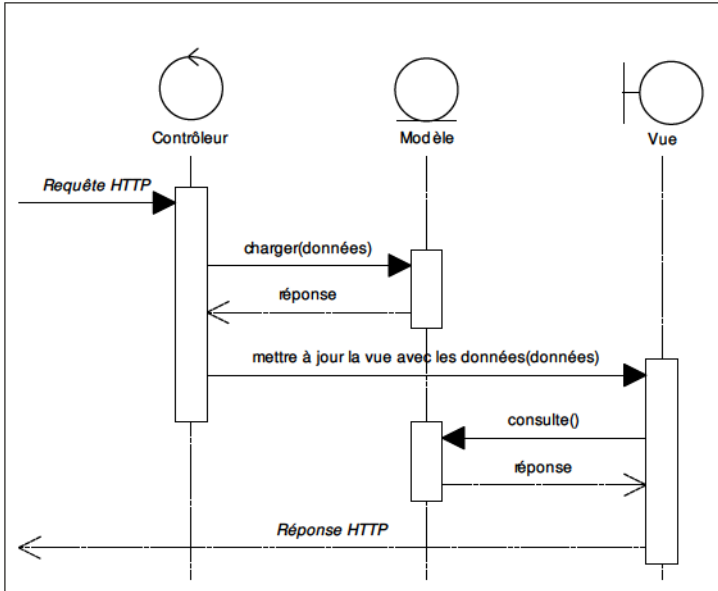 Contrôleur
Modèle
Vue
Requête HTTP
charger(données)
réponse
mettre à jour la vue avec les données(données)
consulte()
réponse
Réponse HTTP